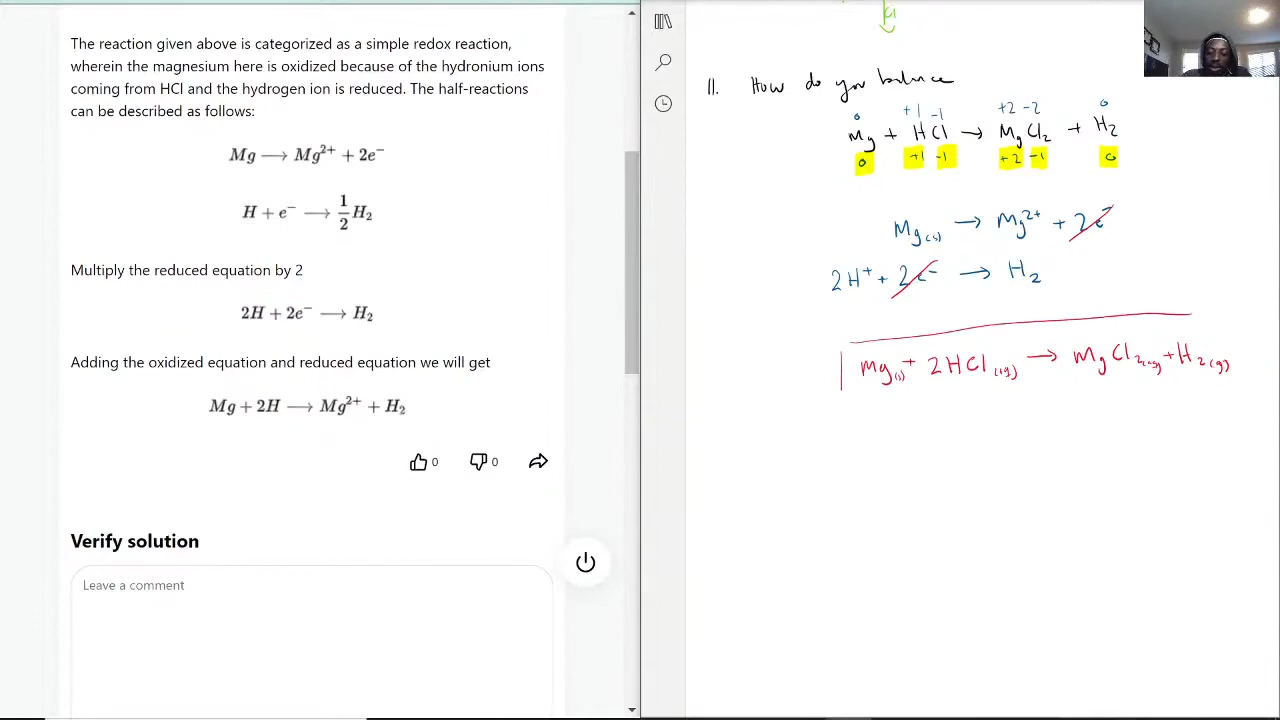 The reaction given above is categorized as a simple redox reaction,
wherein the magnesium here is oxidized because of the hydronium ions
coming from HCl and the hydrogen ion is reduced. The half-reactions
can be described as follows:
Mg ⟶ Mg²⁺ + 2e⁻
H + e⁻ ⟶ 1/2 H₂
Multiply the reduced equation by 2
2H + 2e⁻ ⟶ H₂
Adding the oxidized equation and reduced equation we will get
Mg + 2H ⟶ Mg²⁺ + H₂
0
0
Verify solution
Leave a comment
11. How do you balance
0 +1 -1 +2 -2 0
Mg + HCl → MgCl₂ + H₂
0 +1 -1 +2 -1 0
Mg(s) → Mg²⁺ + 2e⁻
2H⁺ + 2e⁻ → H₂
Mg(s) + 2HCl(aq) → MgCl₂(aq) + H₂(g)